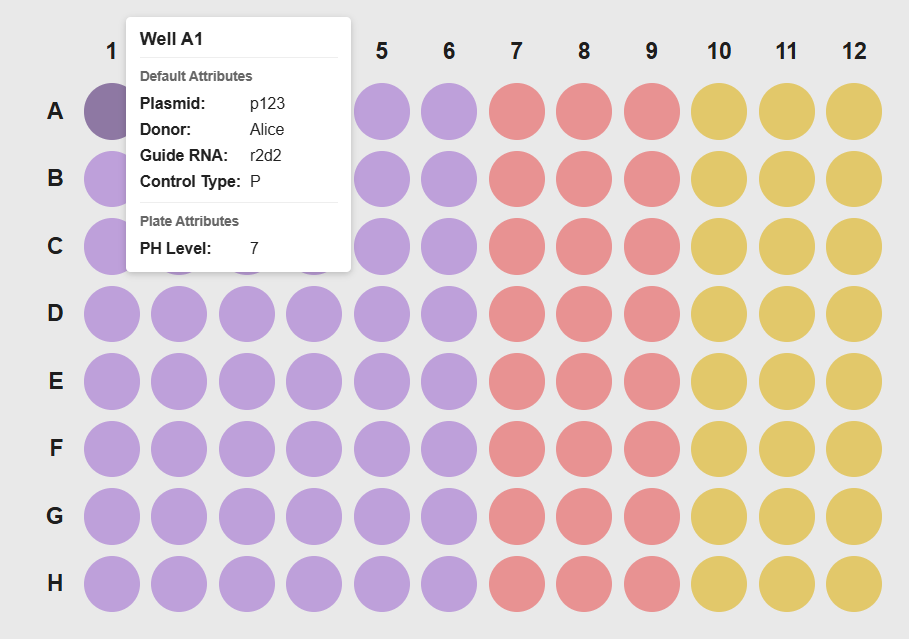 Well A1
1 5 6 7 8 9 10 11 12
Default Attributes
A
Plasmid: p123
Donor: Alice
Guide RNA: r2d2
B
Control Type: P
Plate Attributes
C
PH Level: 7
D
E
F
G
H